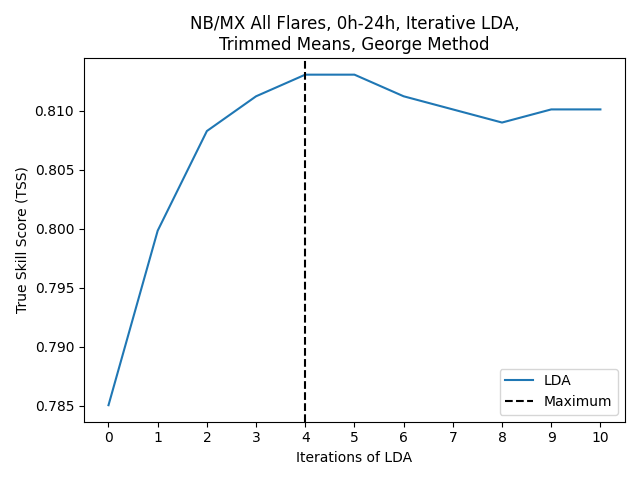 NB/MX All Flares, 0h-24h, Iterative LDA,
Trimmed Means, George Method
True Skill Score (TSS)
0.810
0.805
0.800
0.795
0.790
0.785
LDA
Maximum
0 1 2 3 4 5 6 7 8 9 10
Iterations of LDA